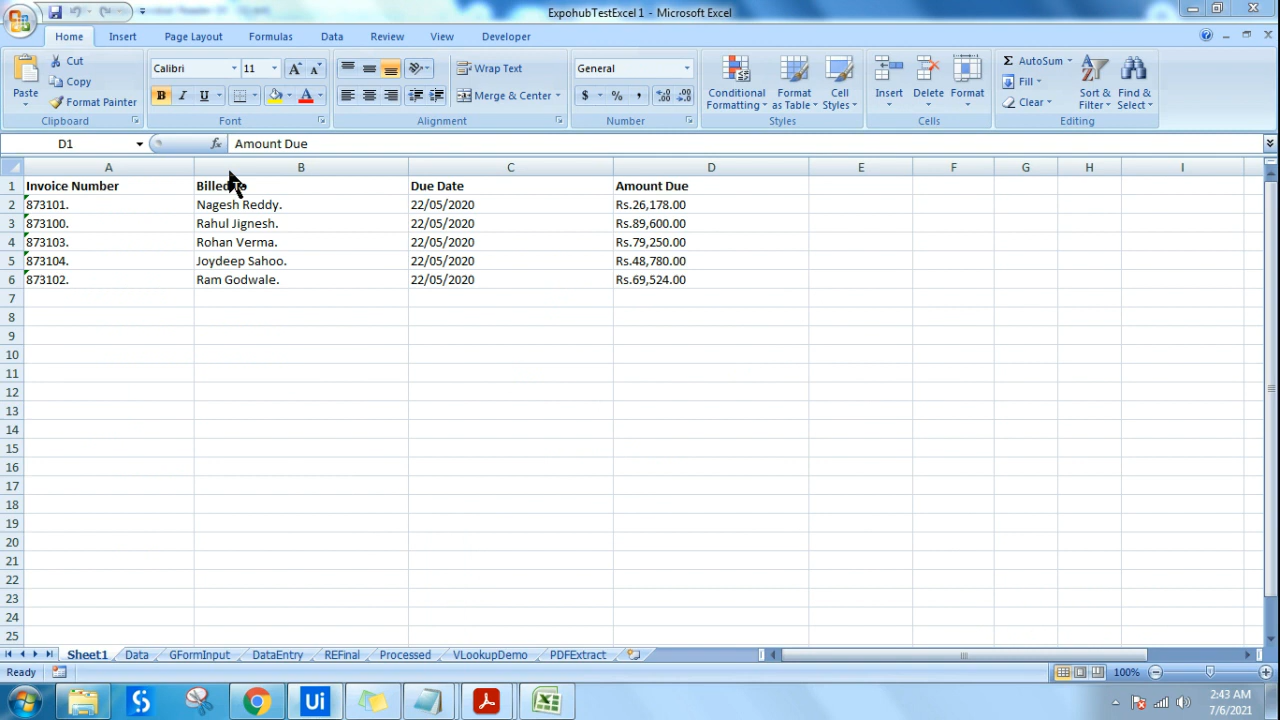 ExpohubTestExcel 1 - Microsoft Excel
Home Insert Page Layout Formulas Data Review View Developer
Paste
Cut
Copy
Format Painter
Clipboard
Calibri 11
B I U
Font
Wrap Text
Merge & Center
Alignment
General
$ % ,
Number
Conditional Formatting
Format as Table
Cell Styles
Styles
Insert Delete Format
Cells
Σ AutoSum
Fill
Clear
Sort & Filter
Find & Select
Editing
D1 fx Amount Due
A B C D E F G H I
1 Invoice Number Billed To Due Date Amount Due
2 873101. Nagesh Reddy. 22/05/2020 Rs.26,178.00
3 873100. Rahul Jignesh. 22/05/2020 Rs.89,600.00
4 873103. Rohan Verma. 22/05/2020 Rs.79,250.00
5 873104. Joydeep Sahoo. 22/05/2020 Rs.48,780.00
6 873102. Ram Godwale. 22/05/2020 Rs.69,524.00
7
8
9
10
11
12
13
14
15
16
17
18
19
20
21
22
23
24
25
Sheet1 Data GFormInput DataEntry REFinal Processed VLookupDemo PDFExtract
Ready 100%
Ui
2:43 AM
7/6/2021